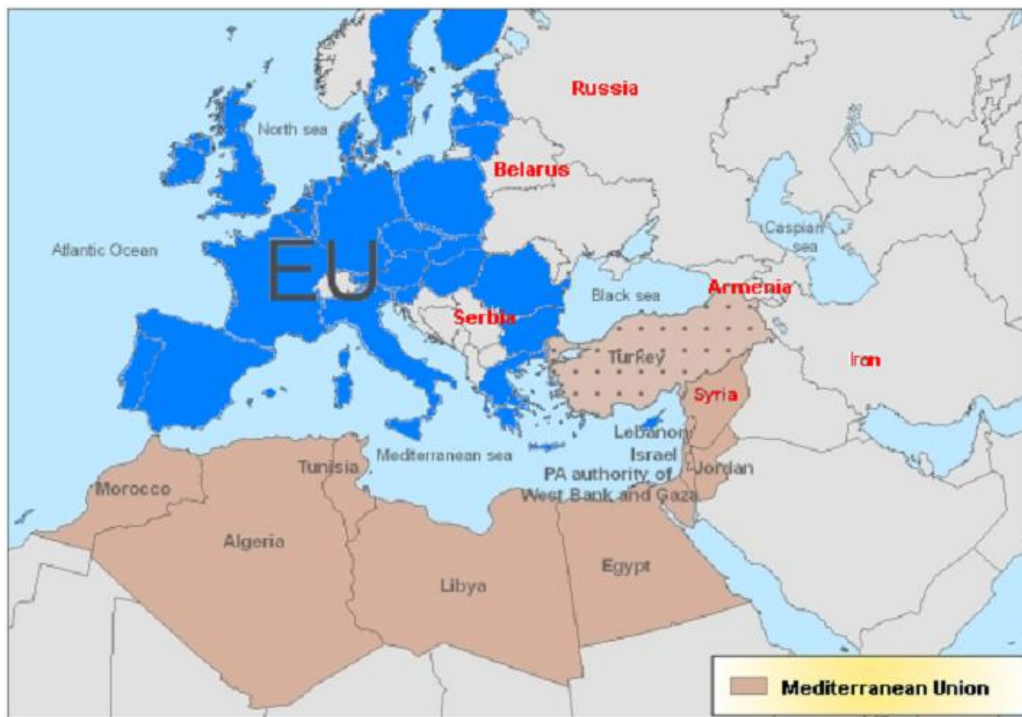 Russia
North sea
Belarus
Atlantic Ocean
EU
Caspian
sea
Black sea
Armenia
Serbia
Turkey
Iran
Syria
Lebanon
Israel
Mediterranean sea
Tunisia
PA authority of
West Bank and Gaza
Jordan
Morocco
Algeria
Libya
Egypt
Mediterranean Union